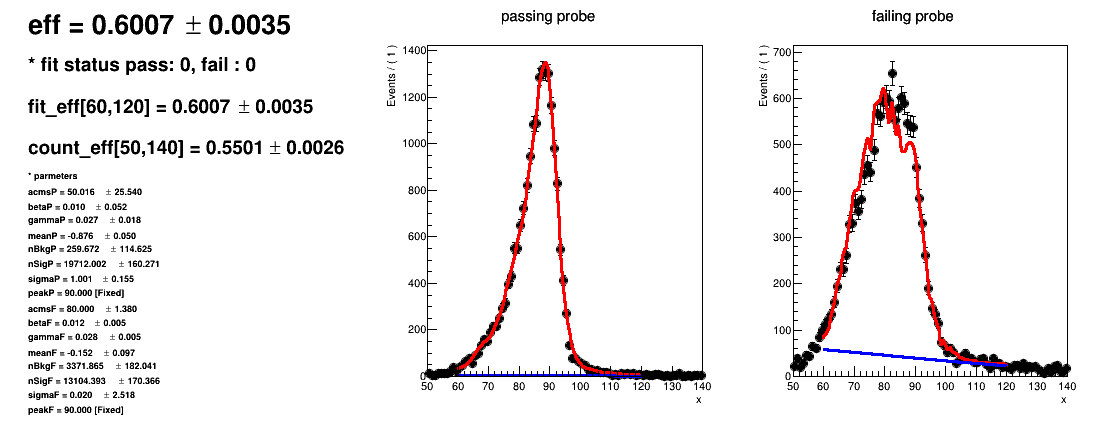 eff = 0.6007 ± 0.0035
* fit status pass: 0, fail : 0
fit_eff[60,120] = 0.6007 ± 0.0035
count_eff[50,140] = 0.5501 ± 0.0026
* parmeters
acmsP = 50.016 ± 25.540
betaP = 0.010 ± 0.052
gammaP = 0.027 ± 0.018
meanP = -0.876 ± 0.050
nBkgP = 259.672 ± 114.625
nSigP = 19712.002 ± 160.271
sigmaP = 1.001 ± 0.155
peakP = 90.000 [Fixed]
acmsF = 80.000 ± 1.380
betaF = 0.012 ± 0.005
gammaF = 0.028 ± 0.005
meanF = -0.152 ± 0.097
nBkgF = 3371.865 ± 182.041
nSigF = 13104.393 ± 170.366
sigmaF = 0.020 ± 2.518
peakF = 90.000 [Fixed]
passing probe
Events / ( 1 )
1400
1200
1000
800
600
400
200
0
50 60 70 80 90 100 110 120 130 140
x
failing probe
Events / ( 1 )
700
600
500
400
300
200
100
0
50 60 70 80 90 100 110 120 130 140
x